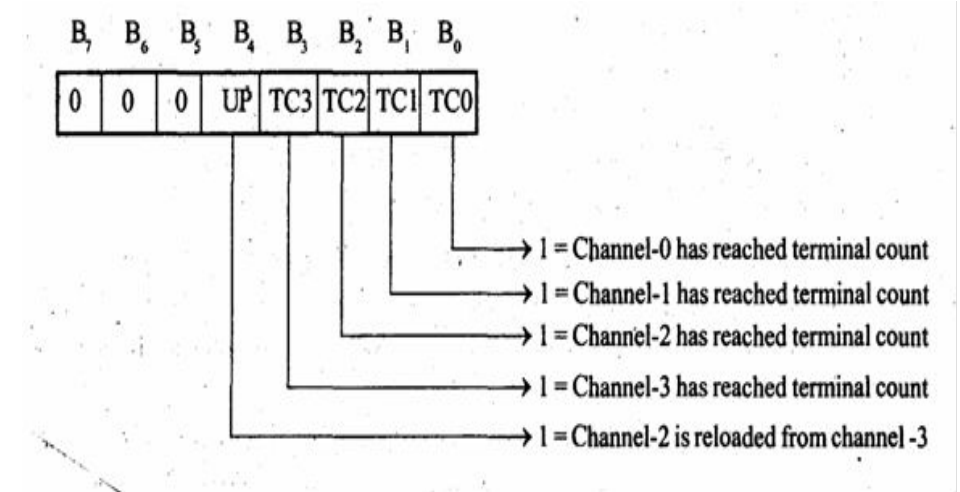 B₇ B₆ B₅ B₄ B₃ B₂ B₁ B₀
0 0 0 UP TC3 TC2 TC1 TC0
1 = Channel-0 has reached terminal count
1 = Channel-1 has reached terminal count
1 = Channel-2 has reached terminal count
1 = Channel-3 has reached terminal count
1 = Channel-2 is reloaded from channel -3